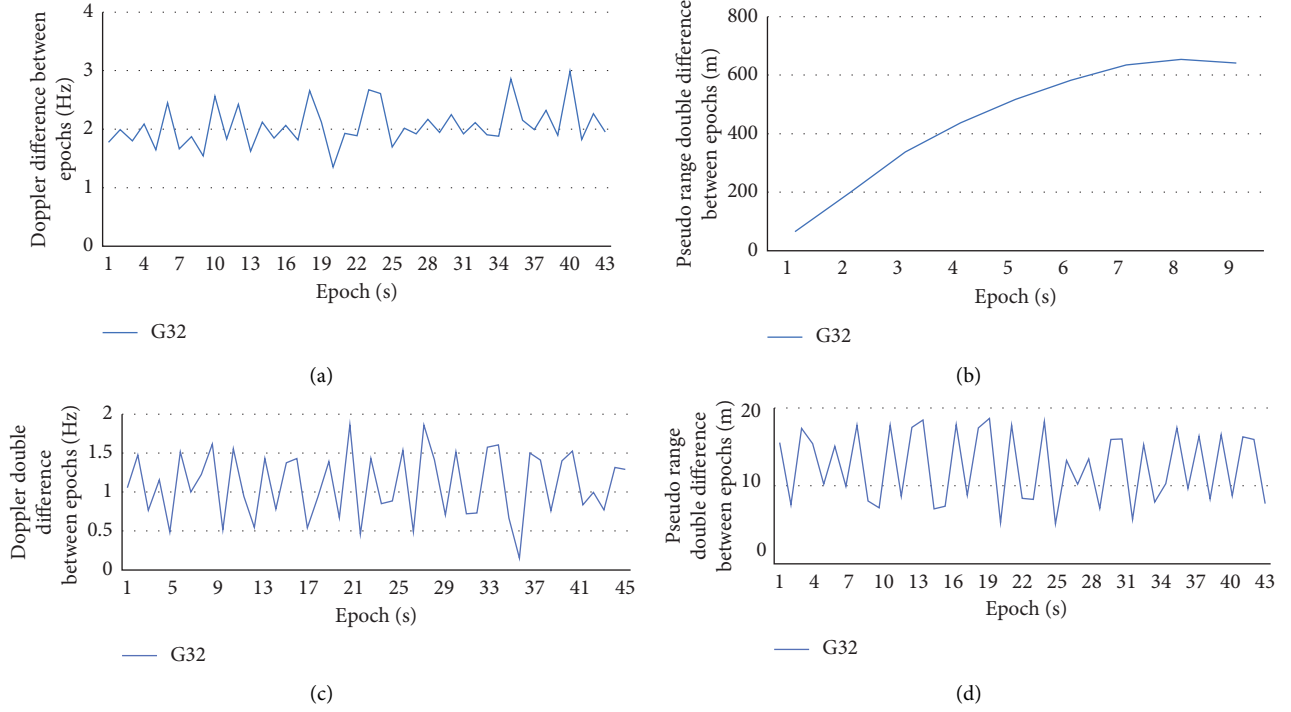 Doppler difference between
epochs (Hz)
4
3
2
1
0
1 4 7 10 13 16 19 22 25 28 31 34 37 40 43
Epoch (s)
G32
(a)
Pseudo range double difference
between epochs (m)
800
600
400
200
0
1 2 3 4 5 6 7 8 9
Epoch (s)
G32
(b)
Doppler double
difference
between epochs (Hz)
2
1.5
1
0.5
0
1 5 9 13 17 21 25 29 33 37 41 45
Epoch (s)
G32
(c)
Pseudo range
double difference
between epochs (m)
20
10
0
1 4 7 10 13 16 19 22 25 28 31 34 37 40 43
Epoch (s)
G32
(d)